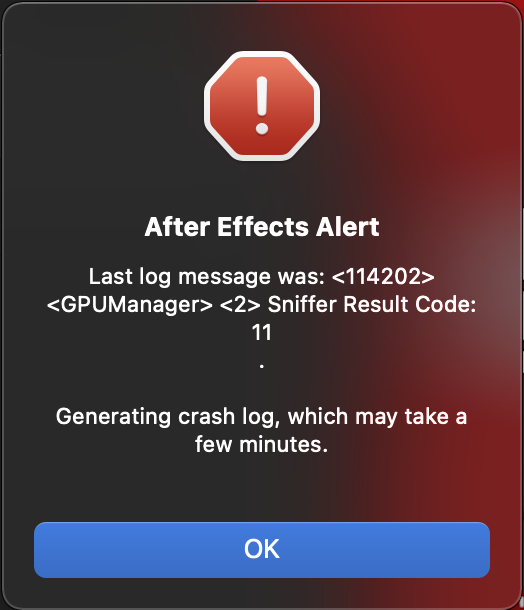 After Effects Alert
Last log message was: <114202>
<GPUManager> <2> Sniffer Result Code:
11
.
Generating crash log, which may take a
few minutes.
OK